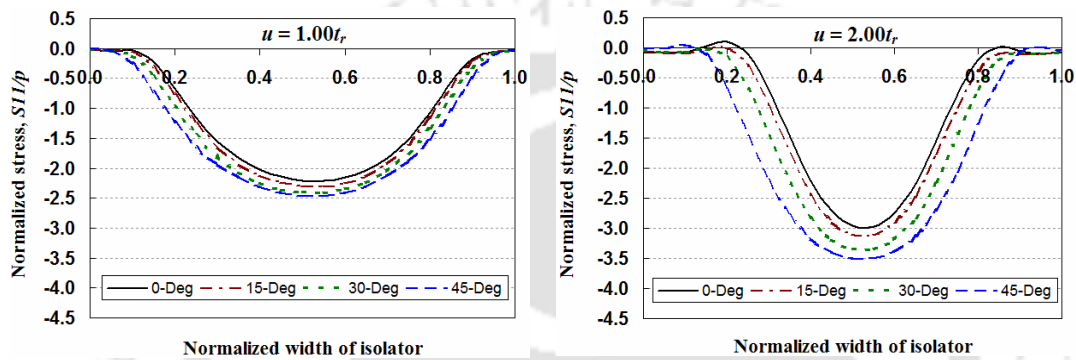 u = 1.00tr
0.0
-0.5
-1.0
-1.5
-2.0
-2.5
-3.0
-3.5
-4.0
-4.5
0.0 0.2 0.4 0.6 0.8 1.0
Normalized stress, S11/p
0-Deg 15-Deg 30-Deg 45-Deg
Normalized width of isolator
u = 2.00tr
0.5
0.0
-0.5
-1.0
-1.5
-2.0
-2.5
-3.0
-3.5
-4.0
-4.5
0.0 0.2 0.4 0.6 0.8 1.0
Normalized stress, S11/p
0-Deg 15-Deg 30-Deg 45-Deg
Normalized width of isolator